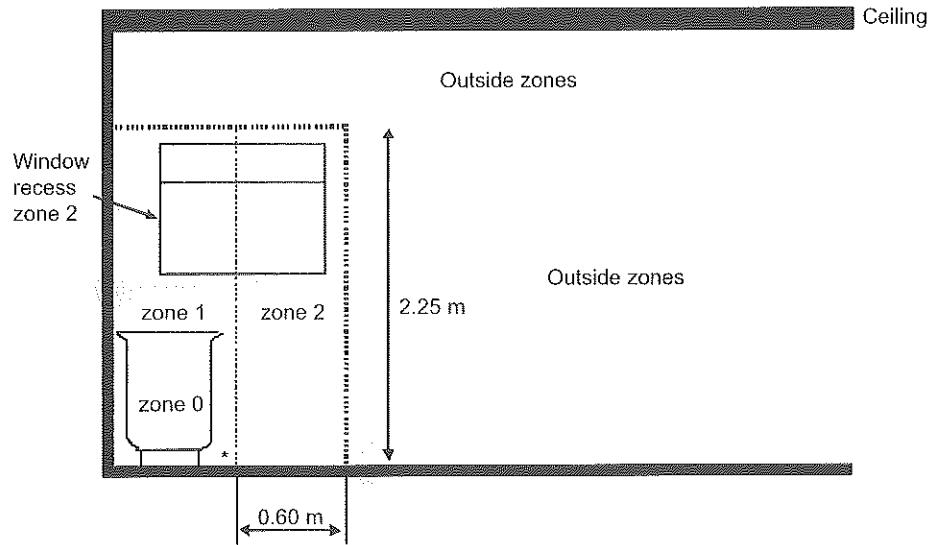 Ceiling
Outside zones
Window
recess
zone 2
Outside zones
zone 1
zone 2
2.25 m
zone 0
*
0.60 m